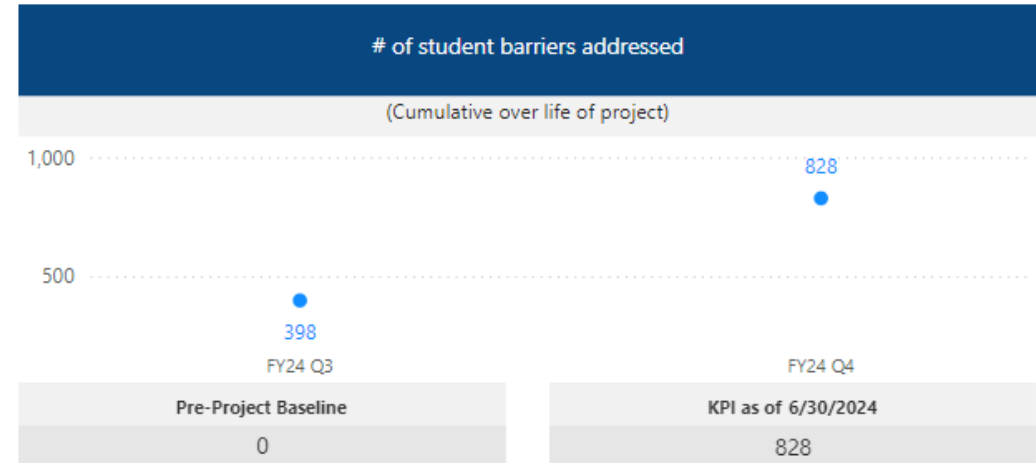 # of student barriers addressed
(Cumulative over life of project)
1,000
828
500
398
FY24 Q3 FY24 Q4
Pre-Project Baseline KPI as of 6/30/2024
0 828